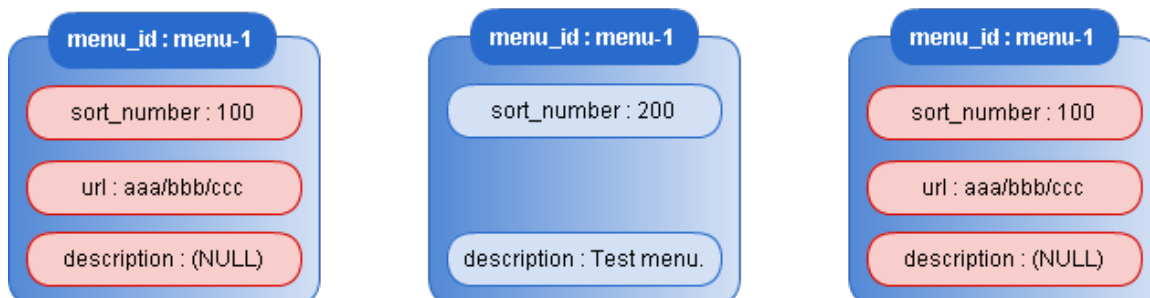 menu_id : menu-1
sort_number : 100
url : aaa/bbb/ccc
description : (NULL)
menu_id : menu-1
sort_number : 200
description : Test menu.
menu_id : menu-1
sort_number : 100
url : aaa/bbb/ccc
description : (NULL)